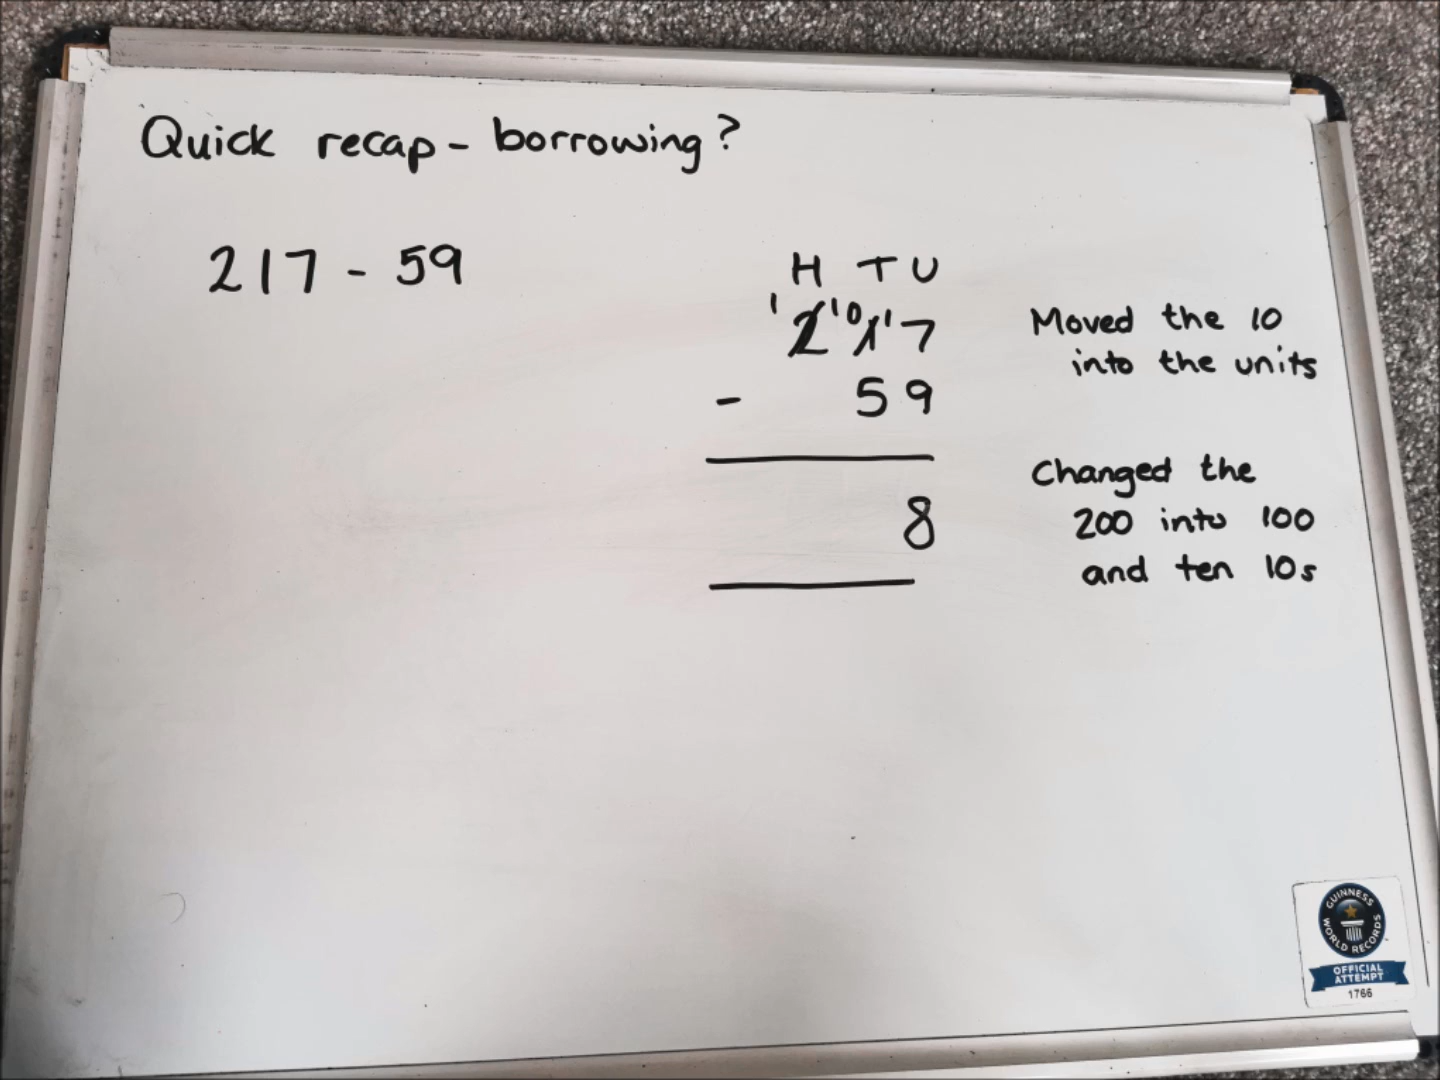 Quick recap - borrowing?
217 - 59
H T U
1 2 10 1 1 7
- 59
8
Moved the 10
into the units
Changed the
200 into 100
and ten 10s
GUINNESS
WORLD RECORDS
OFFICIAL
ATTEMPT
1766